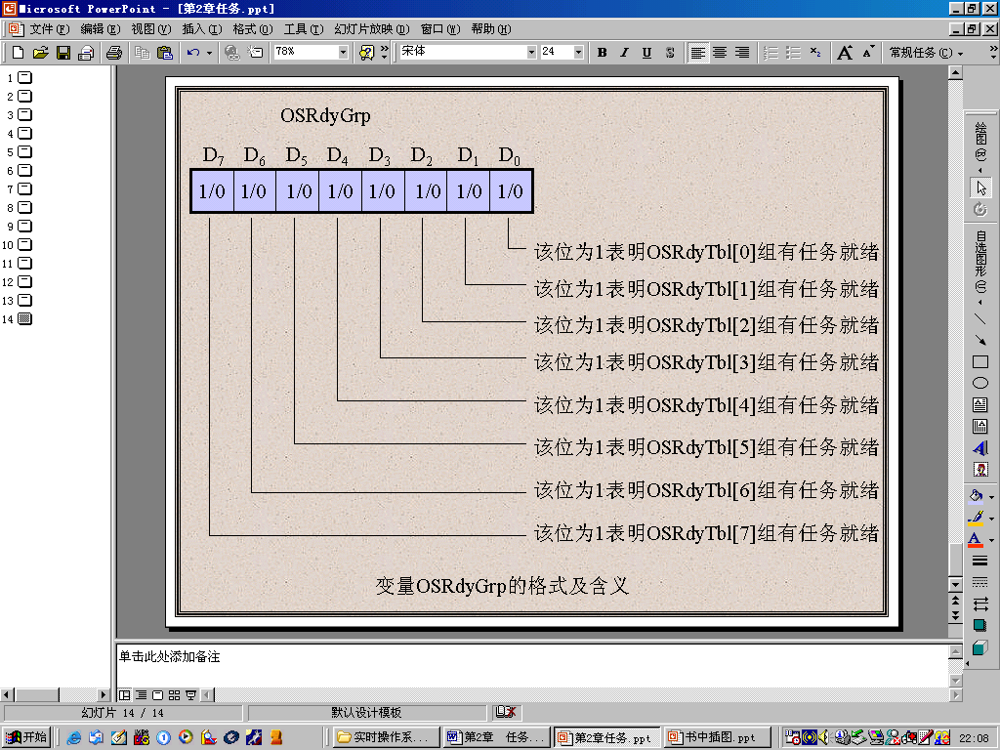 Microsoft PowerPoint - [第2章任务.ppt]
文件(F) 编辑(E) 视图(V) 插入(I) 格式(O) 工具(T) 幻灯片放映(D) 窗口(W) 帮助(H)
78% 宋体 24 B I U S 常规任务(C)
1
2
3
4
5
6
7
8
9
10
11
12
13
14
OSRdyGrp
D7 D6 D5 D4 D3 D2 D1 D0
1/0 1/0 1/0 1/0 1/0 1/0 1/0 1/0
该位为1表明OSRdyTbl[0]组有任务就绪
该位为1表明OSRdyTbl[1]组有任务就绪
该位为1表明OSRdyTbl[2]组有任务就绪
该位为1表明OSRdyTbl[3]组有任务就绪
该位为1表明OSRdyTbl[4]组有任务就绪
该位为1表明OSRdyTbl[5]组有任务就绪
该位为1表明OSRdyTbl[6]组有任务就绪
该位为1表明OSRdyTbl[7]组有任务就绪
变量OSRdyGrp的格式及含义
绘图
自选图形
单击此处添加备注
幻灯片 14 / 14 默认设计模板
开始 实时操作系... 第2章 任务... 第2章任务.ppt 书中插图.ppt 22:08